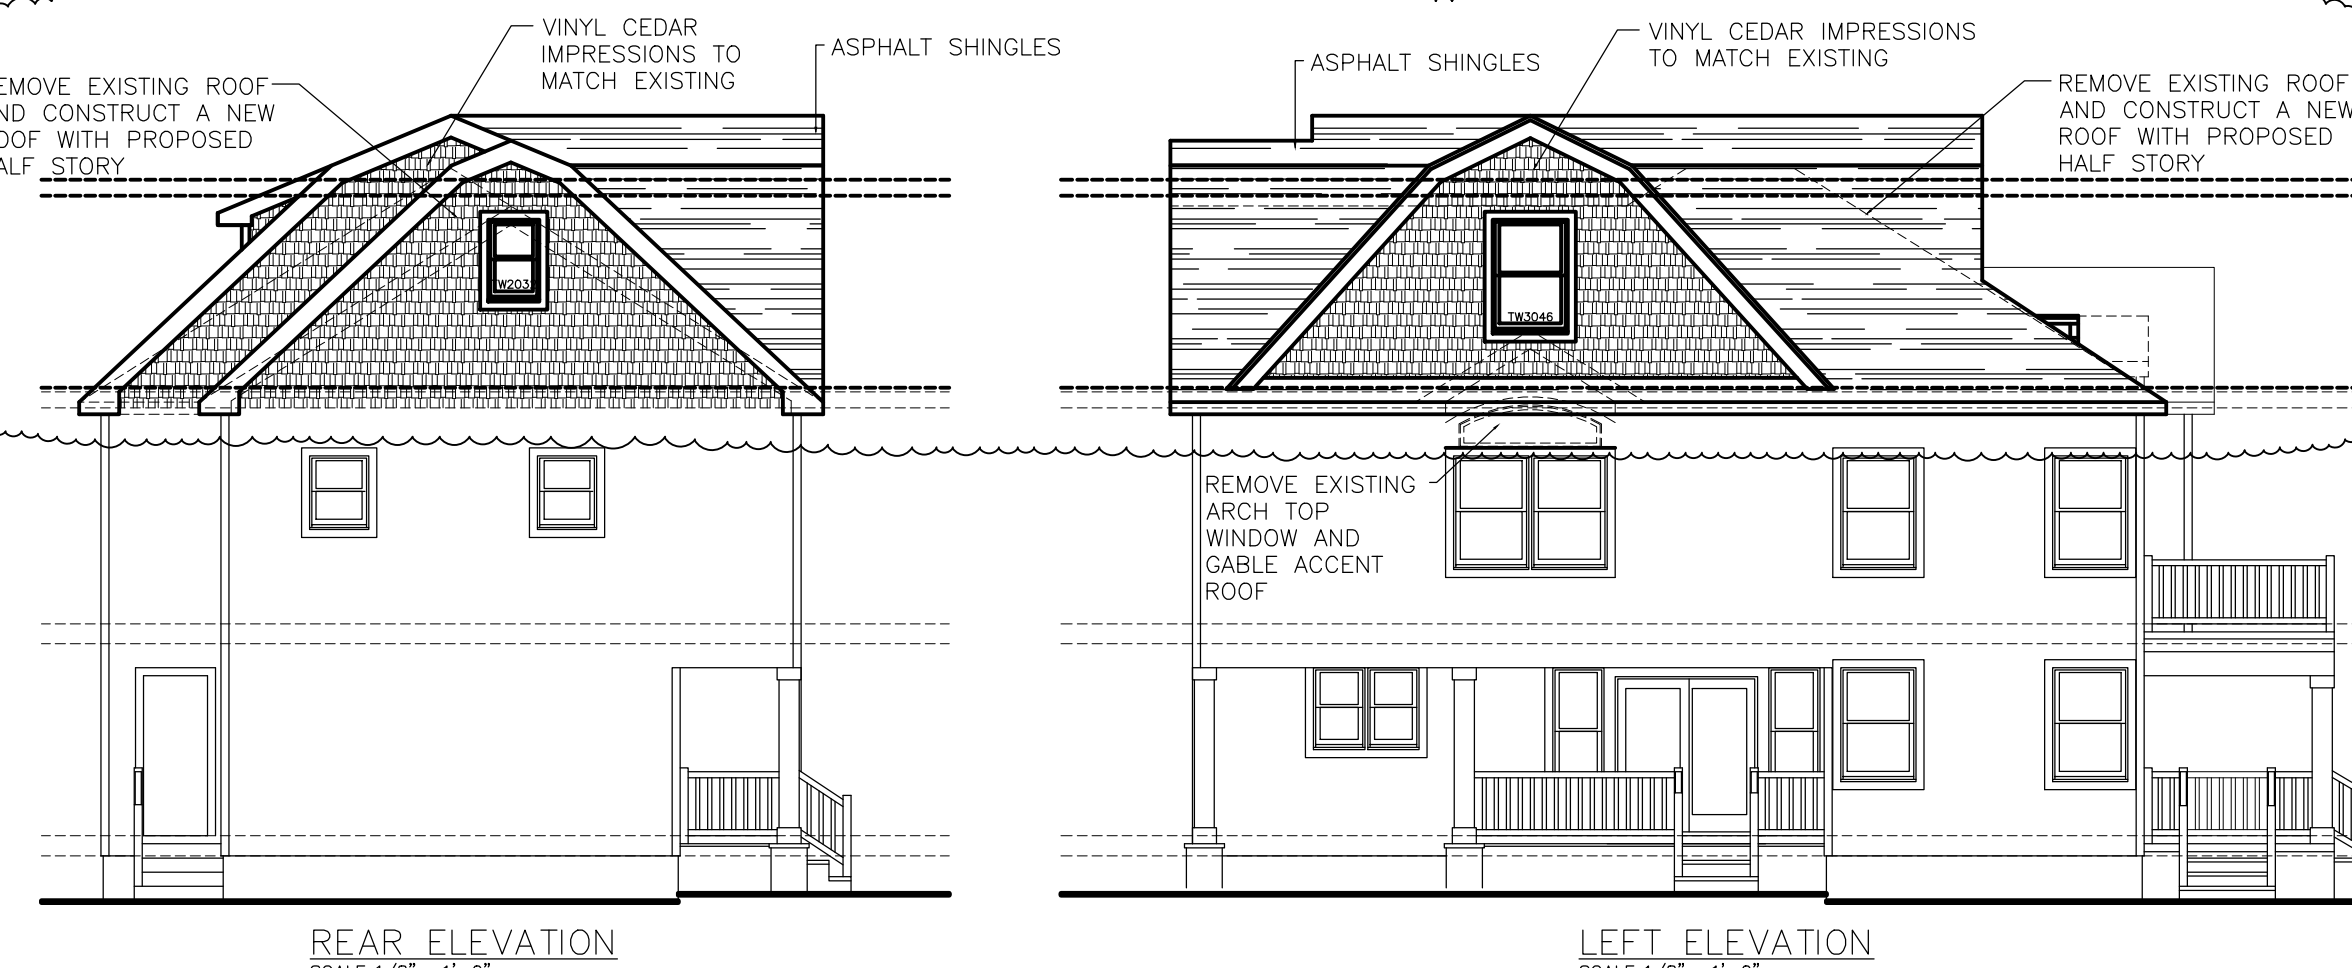 VINYL CEDAR
IMPRESSIONS TO
MATCH EXISTING
ASPHALT SHINGLES
EMOVE EXISTING ROOF
ND CONSTRUCT A NEW
OOF WITH PROPOSED
ALF STORY
TW203
REAR ELEVATION
ASPHALT SHINGLES
VINYL CEDAR IMPRESSIONS
TO MATCH EXISTING
REMOVE EXISTING ROOF
AND CONSTRUCT A NEW
ROOF WITH PROPOSED
HALF STORY
TW3046
REMOVE EXISTING
ARCH TOP
WINDOW AND
GABLE ACCENT
ROOF
LEFT ELEVATION